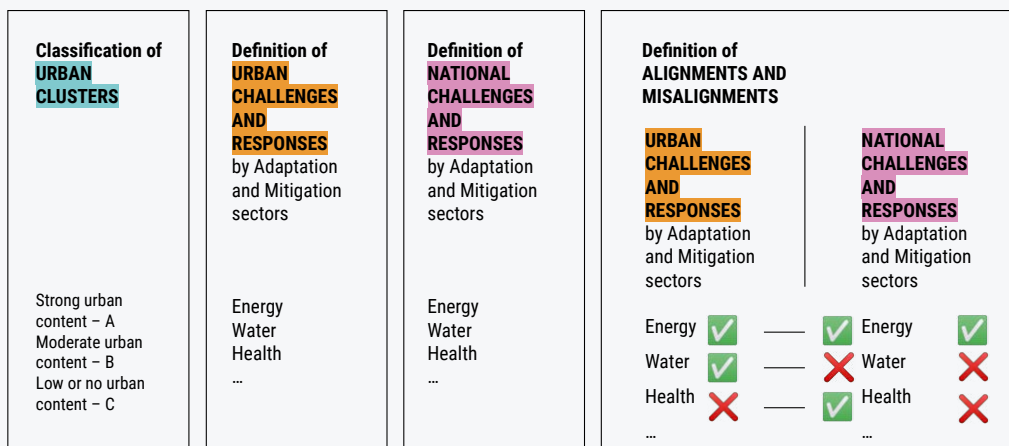 Classification of
URBAN
CLUSTERS
Strong urban
content – A
Moderate urban
content – B
Low or no urban
content – C
Definition of
URBAN
CHALLENGES
AND
RESPONSES
by Adaptation
and Mitigation
sectors
Energy
Water
Health
...
Definition of
NATIONAL
CHALLENGES
AND
RESPONSES
by Adaptation
and Mitigation
sectors
Energy
Water
Health
...
Definition of
ALIGNMENTS AND
MISALIGNMENTS
URBAN
CHALLENGES
AND
RESPONSES
by Adaptation
and Mitigation
sectors
NATIONAL
CHALLENGES
AND
RESPONSES
by Adaptation
and Mitigation
sectors
Energy ✅ — ✅ Energy ✅
Water ✅ — ❌ Water ❌
Health ❌ — ✅ Health ❌
... ...